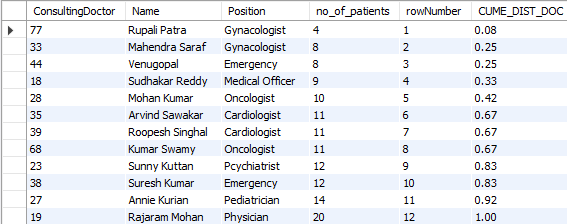 ConsultingDoctor Name Position no_of_patients rowNumber CUME_DIST_DOC
77 Rupali Patra Gynacologist 4 1 0.08
33 Mahendra Saraf Gynacologist 8 2 0.25
44 Venugopal Emergency 8 3 0.25
18 Sudhakar Reddy Medical Officer 9 4 0.33
28 Mohan Kumar Oncologist 10 5 0.42
35 Arvind Sawakar Cardiologist 11 6 0.67
39 Roopesh Singhal Cardiologist 11 7 0.67
68 Kumar Swamy Oncologist 11 8 0.67
23 Sunny Kuttan Pcychiatrist 12 9 0.83
38 Suresh Kumar Emergency 12 10 0.83
27 Annie Kurian Pediatrician 14 11 0.92
19 Rajaram Mohan Physician 20 12 1.00